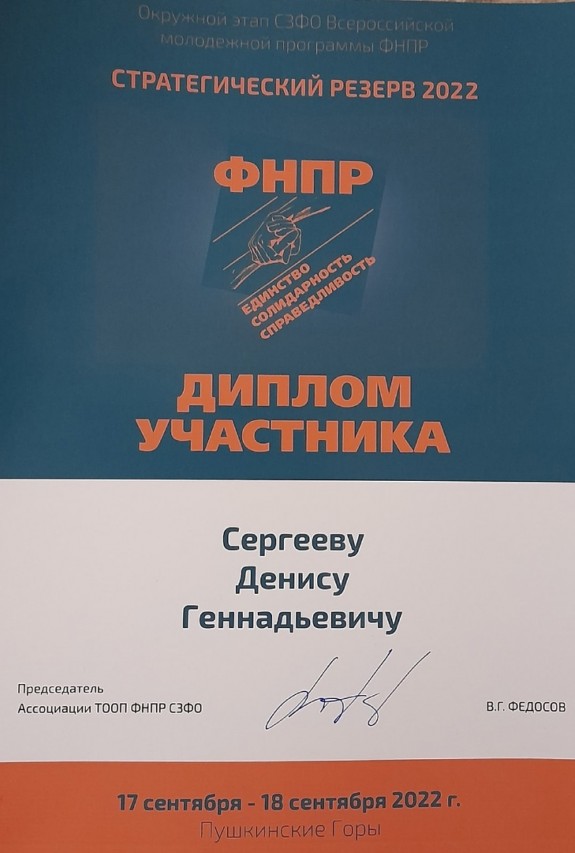 Окружной этап СЗФО Всероссийской
молодежной программы ФНПР
СТРАТЕГИЧЕСКИЙ РЕЗЕРВ 2022
ФНПР
ЕДИНСТВО
СОЛИДАРНОСТЬ
СПРАВЕДЛИВОСТЬ
ДИПЛОМ
УЧАСТНИКА
Сергееву
Денису
Геннадьевичу
Председатель
Ассоциации ТООП ФНПР СЗФО
В.Г. ФЕДОСОВ
17 сентября - 18 сентября 2022 г.
Пушкинские Горы